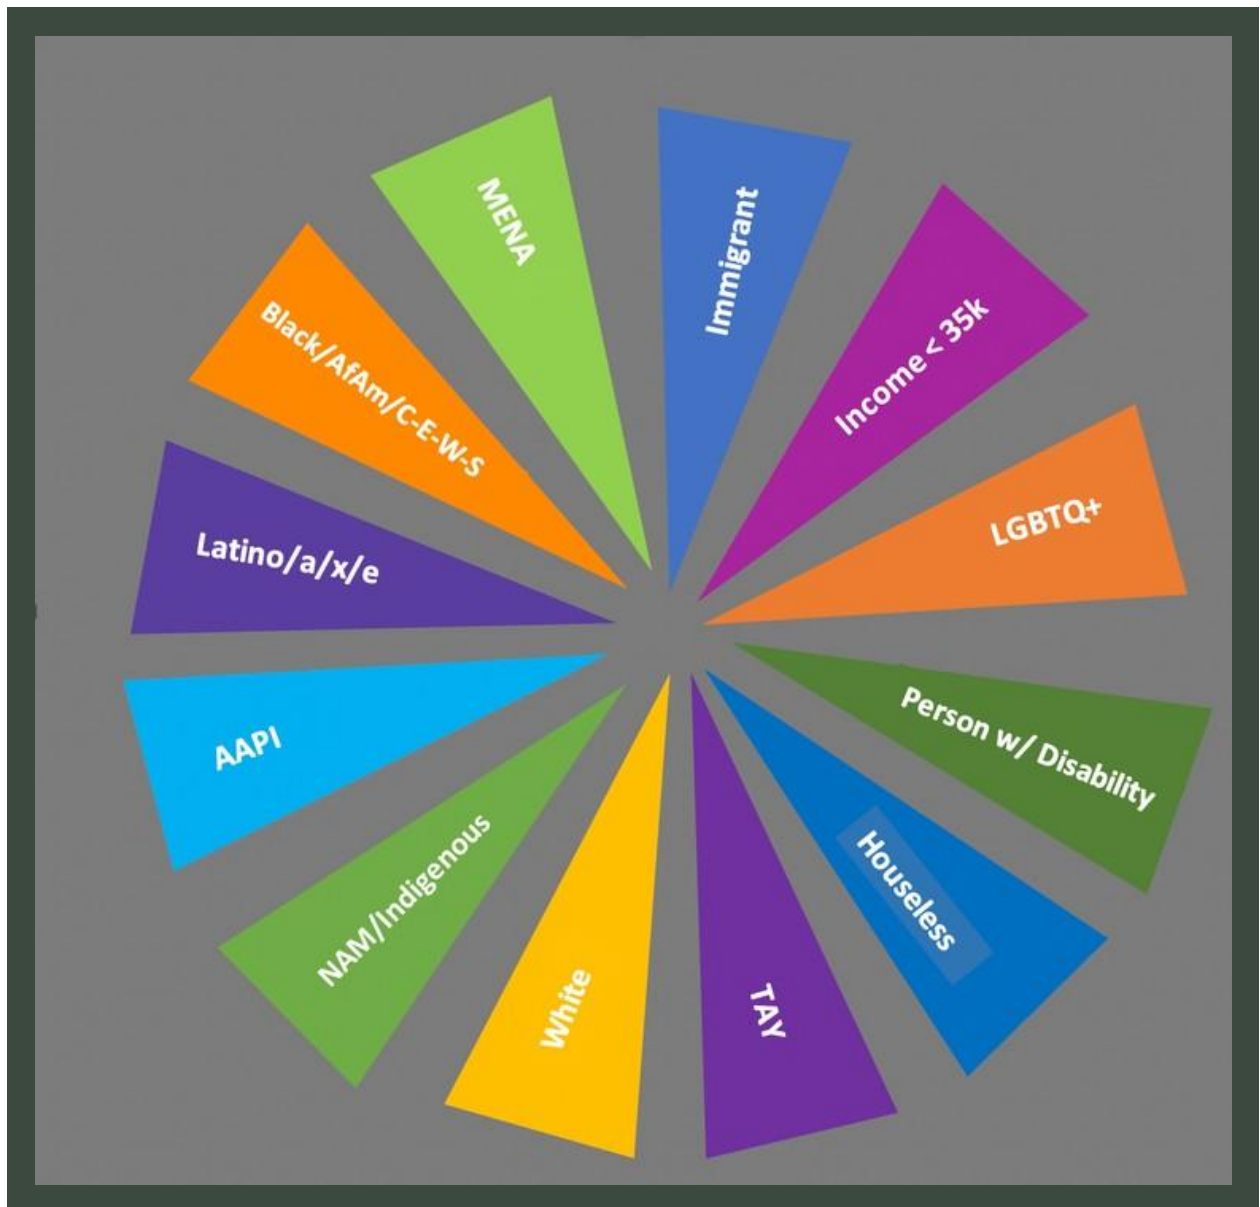 Immigrant
Income < 35k
LGBTQ+
Person w/ Disability
Houseless
TAY
White
NAM/Indigenous
AAPI
Latino/a/x/e
Black/AfAm/C-E-W-S
MENA